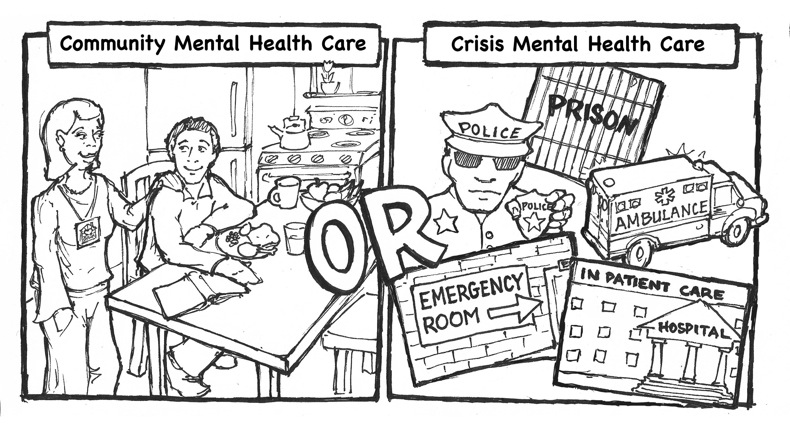 Community Mental Health Care
Crisis Mental Health Care
OR
PRISON
POLICE
POLICE
AMBULANCE
EMERGENCY
ROOM
IN PATIENT CARE
HOSPITAL